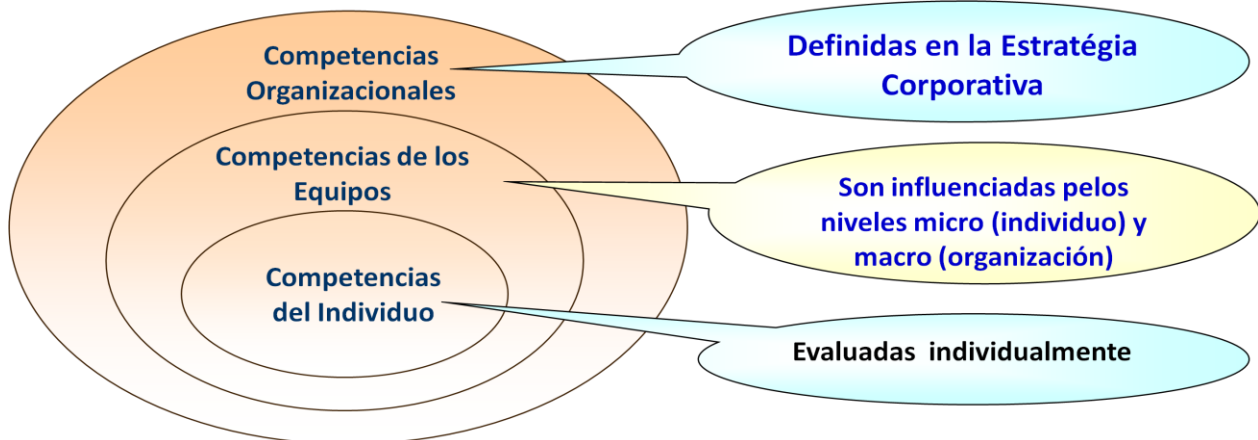 Competencias
Organizacionales
Definidas en la Estratégia
Corporativa
Competencias de los
Equipos
Son influenciadas pelos
niveles micro (individuo) y
macro (organización)
Competencias
del Individuo
Evaluadas individualmente